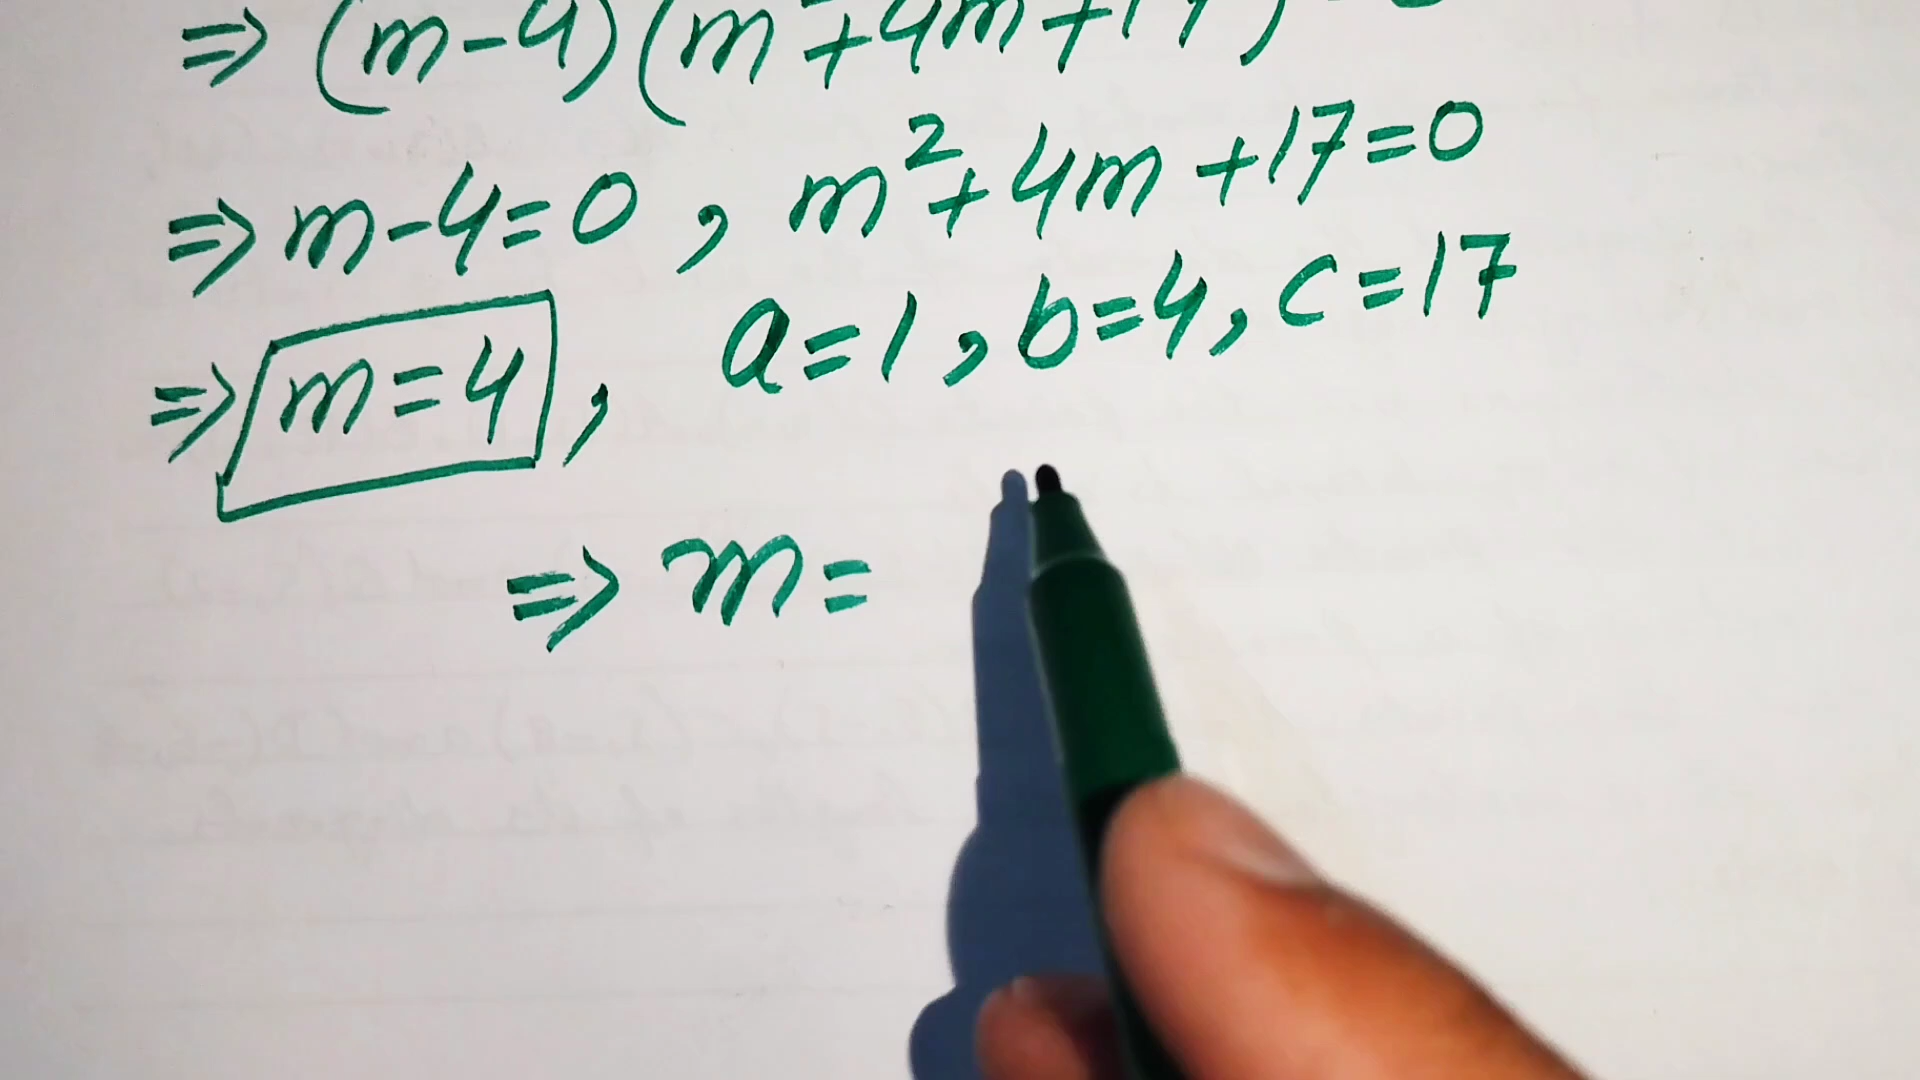 ⇒ (m-4)(m²+4m+17)=0
⇒ m-4=0 , m²+4m+17=0
⇒ m=4 , a=1 , b=4, c=17
⇒ m=